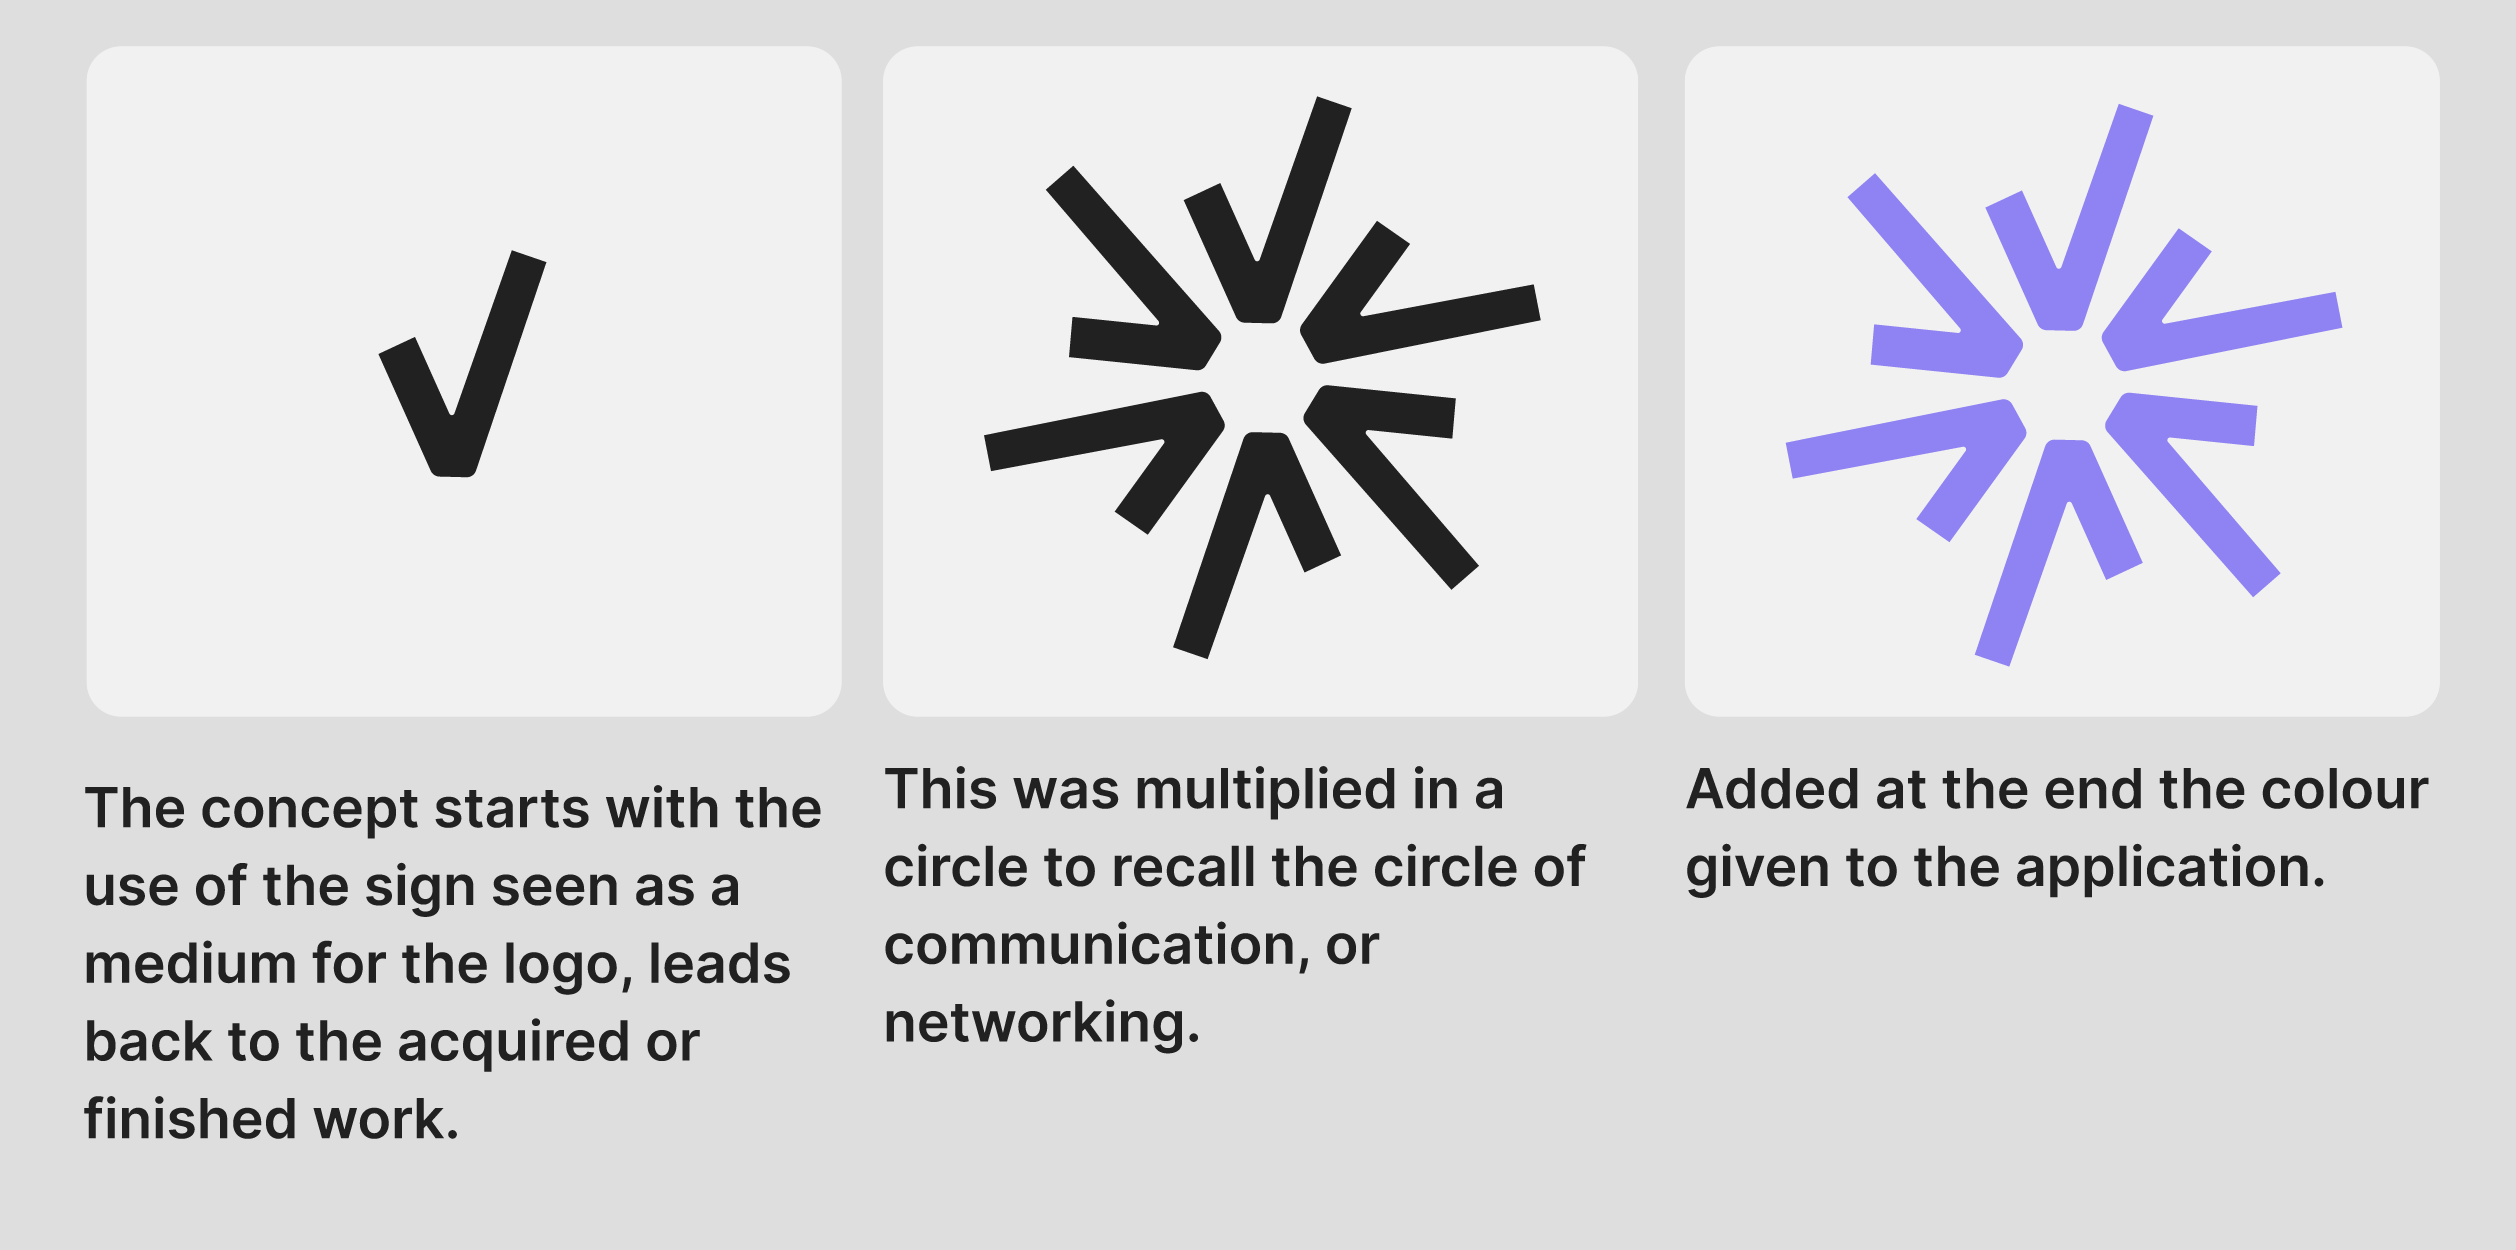 The concept starts with the
use of the sign seen as a
medium for the logo, leads
back to the acquired or
finished work.
This was multiplied in a
circle to recall the circle of
communication, or
networking.
Added at the end the colour
given to the application.